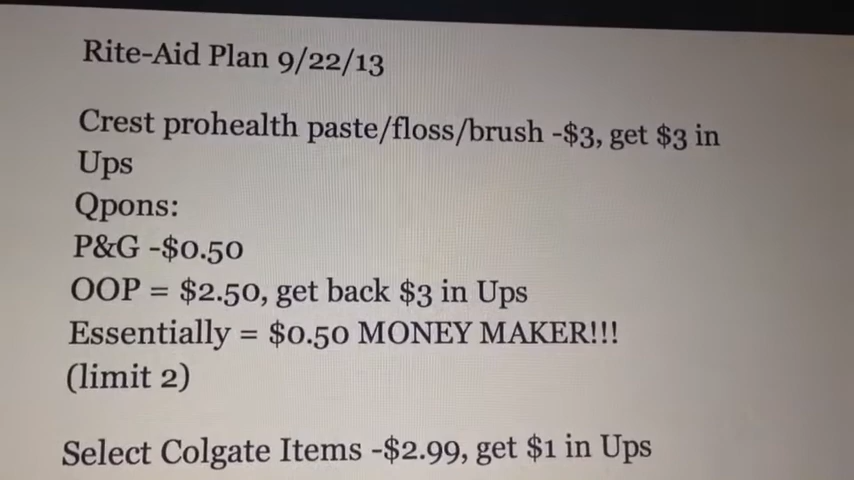 Rite-Aid Plan 9/22/13
Crest prohealth paste/floss/brush -$3, get $3 in
Ups
Qpons:
P&G -$0.50
OOP = $2.50, get back $3 in Ups
Essentially = $0.50 MONEY MAKER!!!
(limit 2)
Select Colgate Items -$2.99, get $1 in Ups